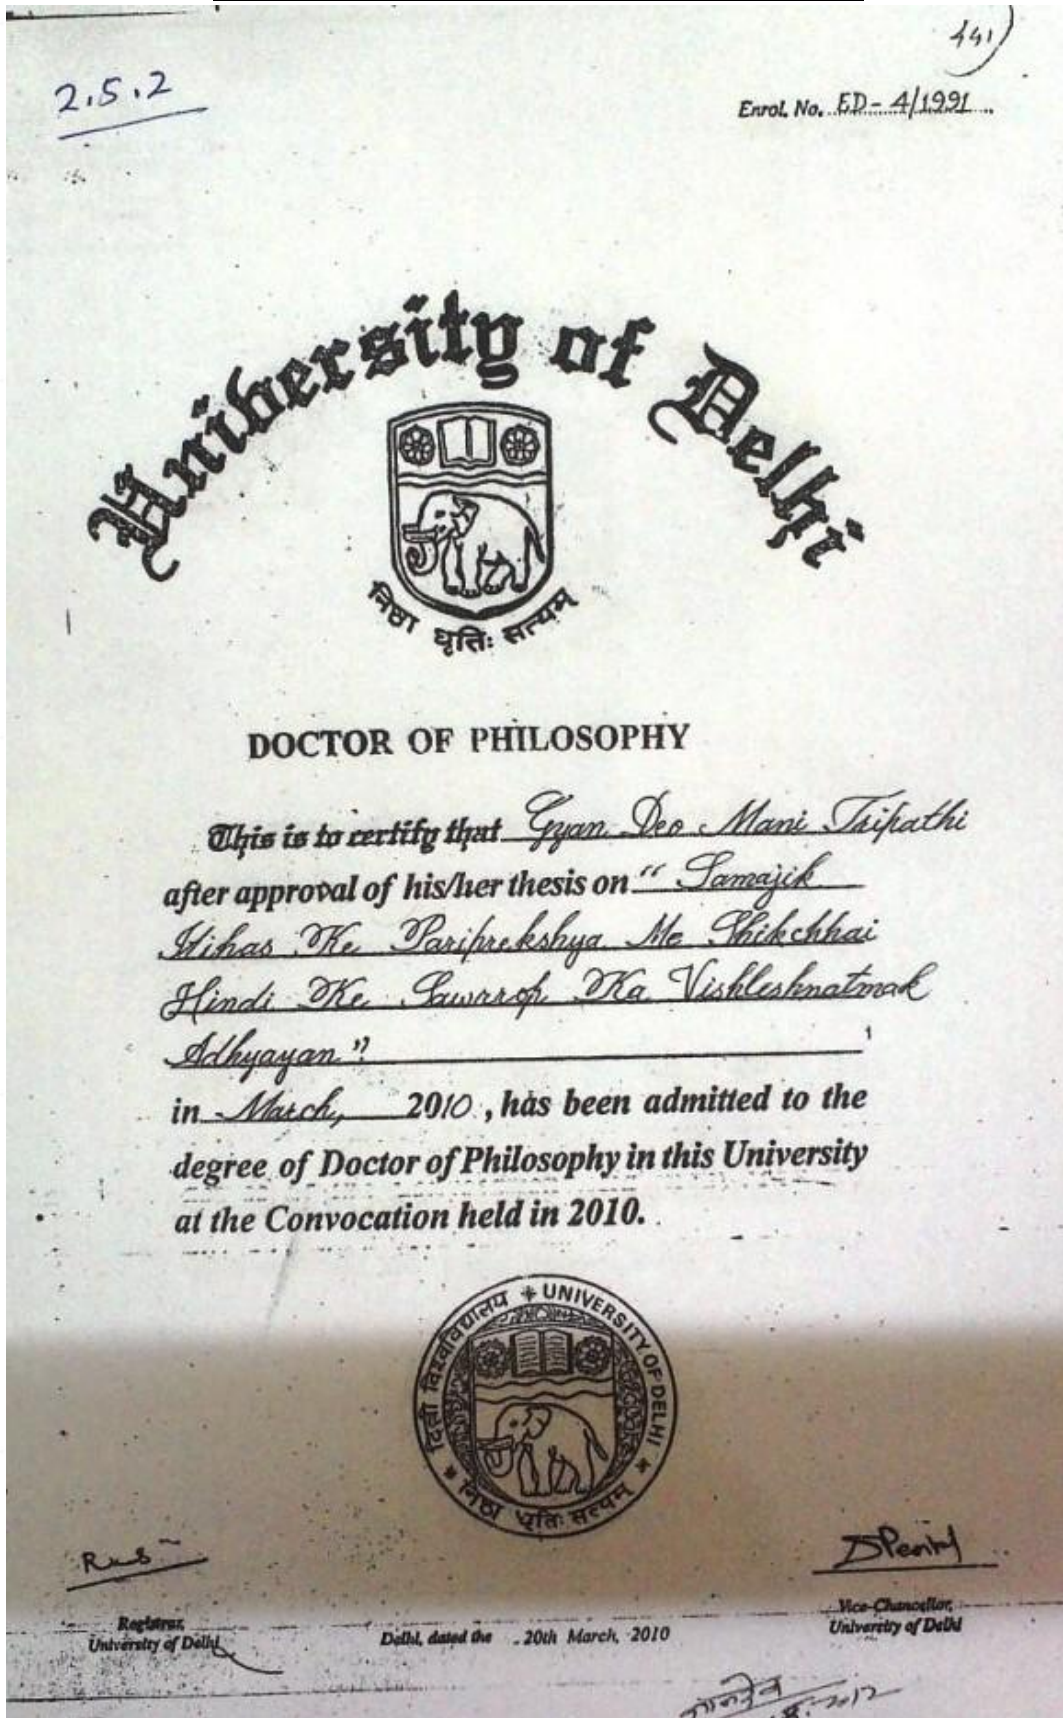 441)
2.5.2
Enrol. No. ED-4/1991
University of Delhi
निष्ठा धृतिः सत्यम्
DOCTOR OF PHILOSOPHY
This is to certify that Gyan Deo Mani Tripathi
after approval of his/her thesis on "Samajik
Itihas Ke Pariprekshya Me Shikchhai
Hindi Ke Sawrrop Ka Vishleshnatmak
Adhyayan"
in March, 2010, has been admitted to the
degree of Doctor of Philosophy in this University
at the Convocation held in 2010.
दिल्ली विश्वविद्यालय * UNIVERSITY OF DELHI
* निष्ठा धृतिः सत्यम् *
Registrar,
University of Delhi
Delhi, dated the 20th March, 2010
Vice-Chancellor,
University of Delhi